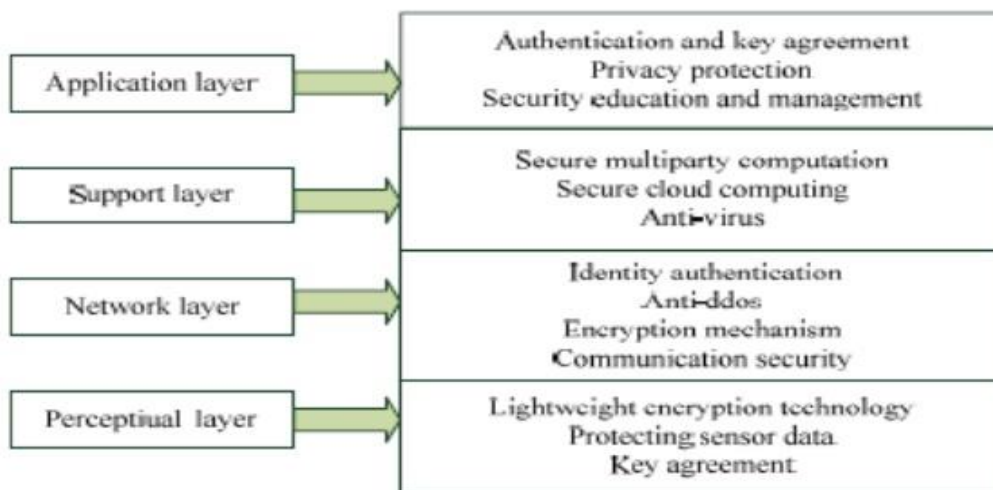 Application layer
Authentication and key agreement
Privacy protection
Security education and management
Support layer
Secure multiparty computation
Secure cloud computing
Anti-virus
Network layer
Identity authentication
Anti-ddos
Encryption mechanism
Communication security
Perceptiual layer
Lightweight encryption technology
Protecting sensor data
Key agreement